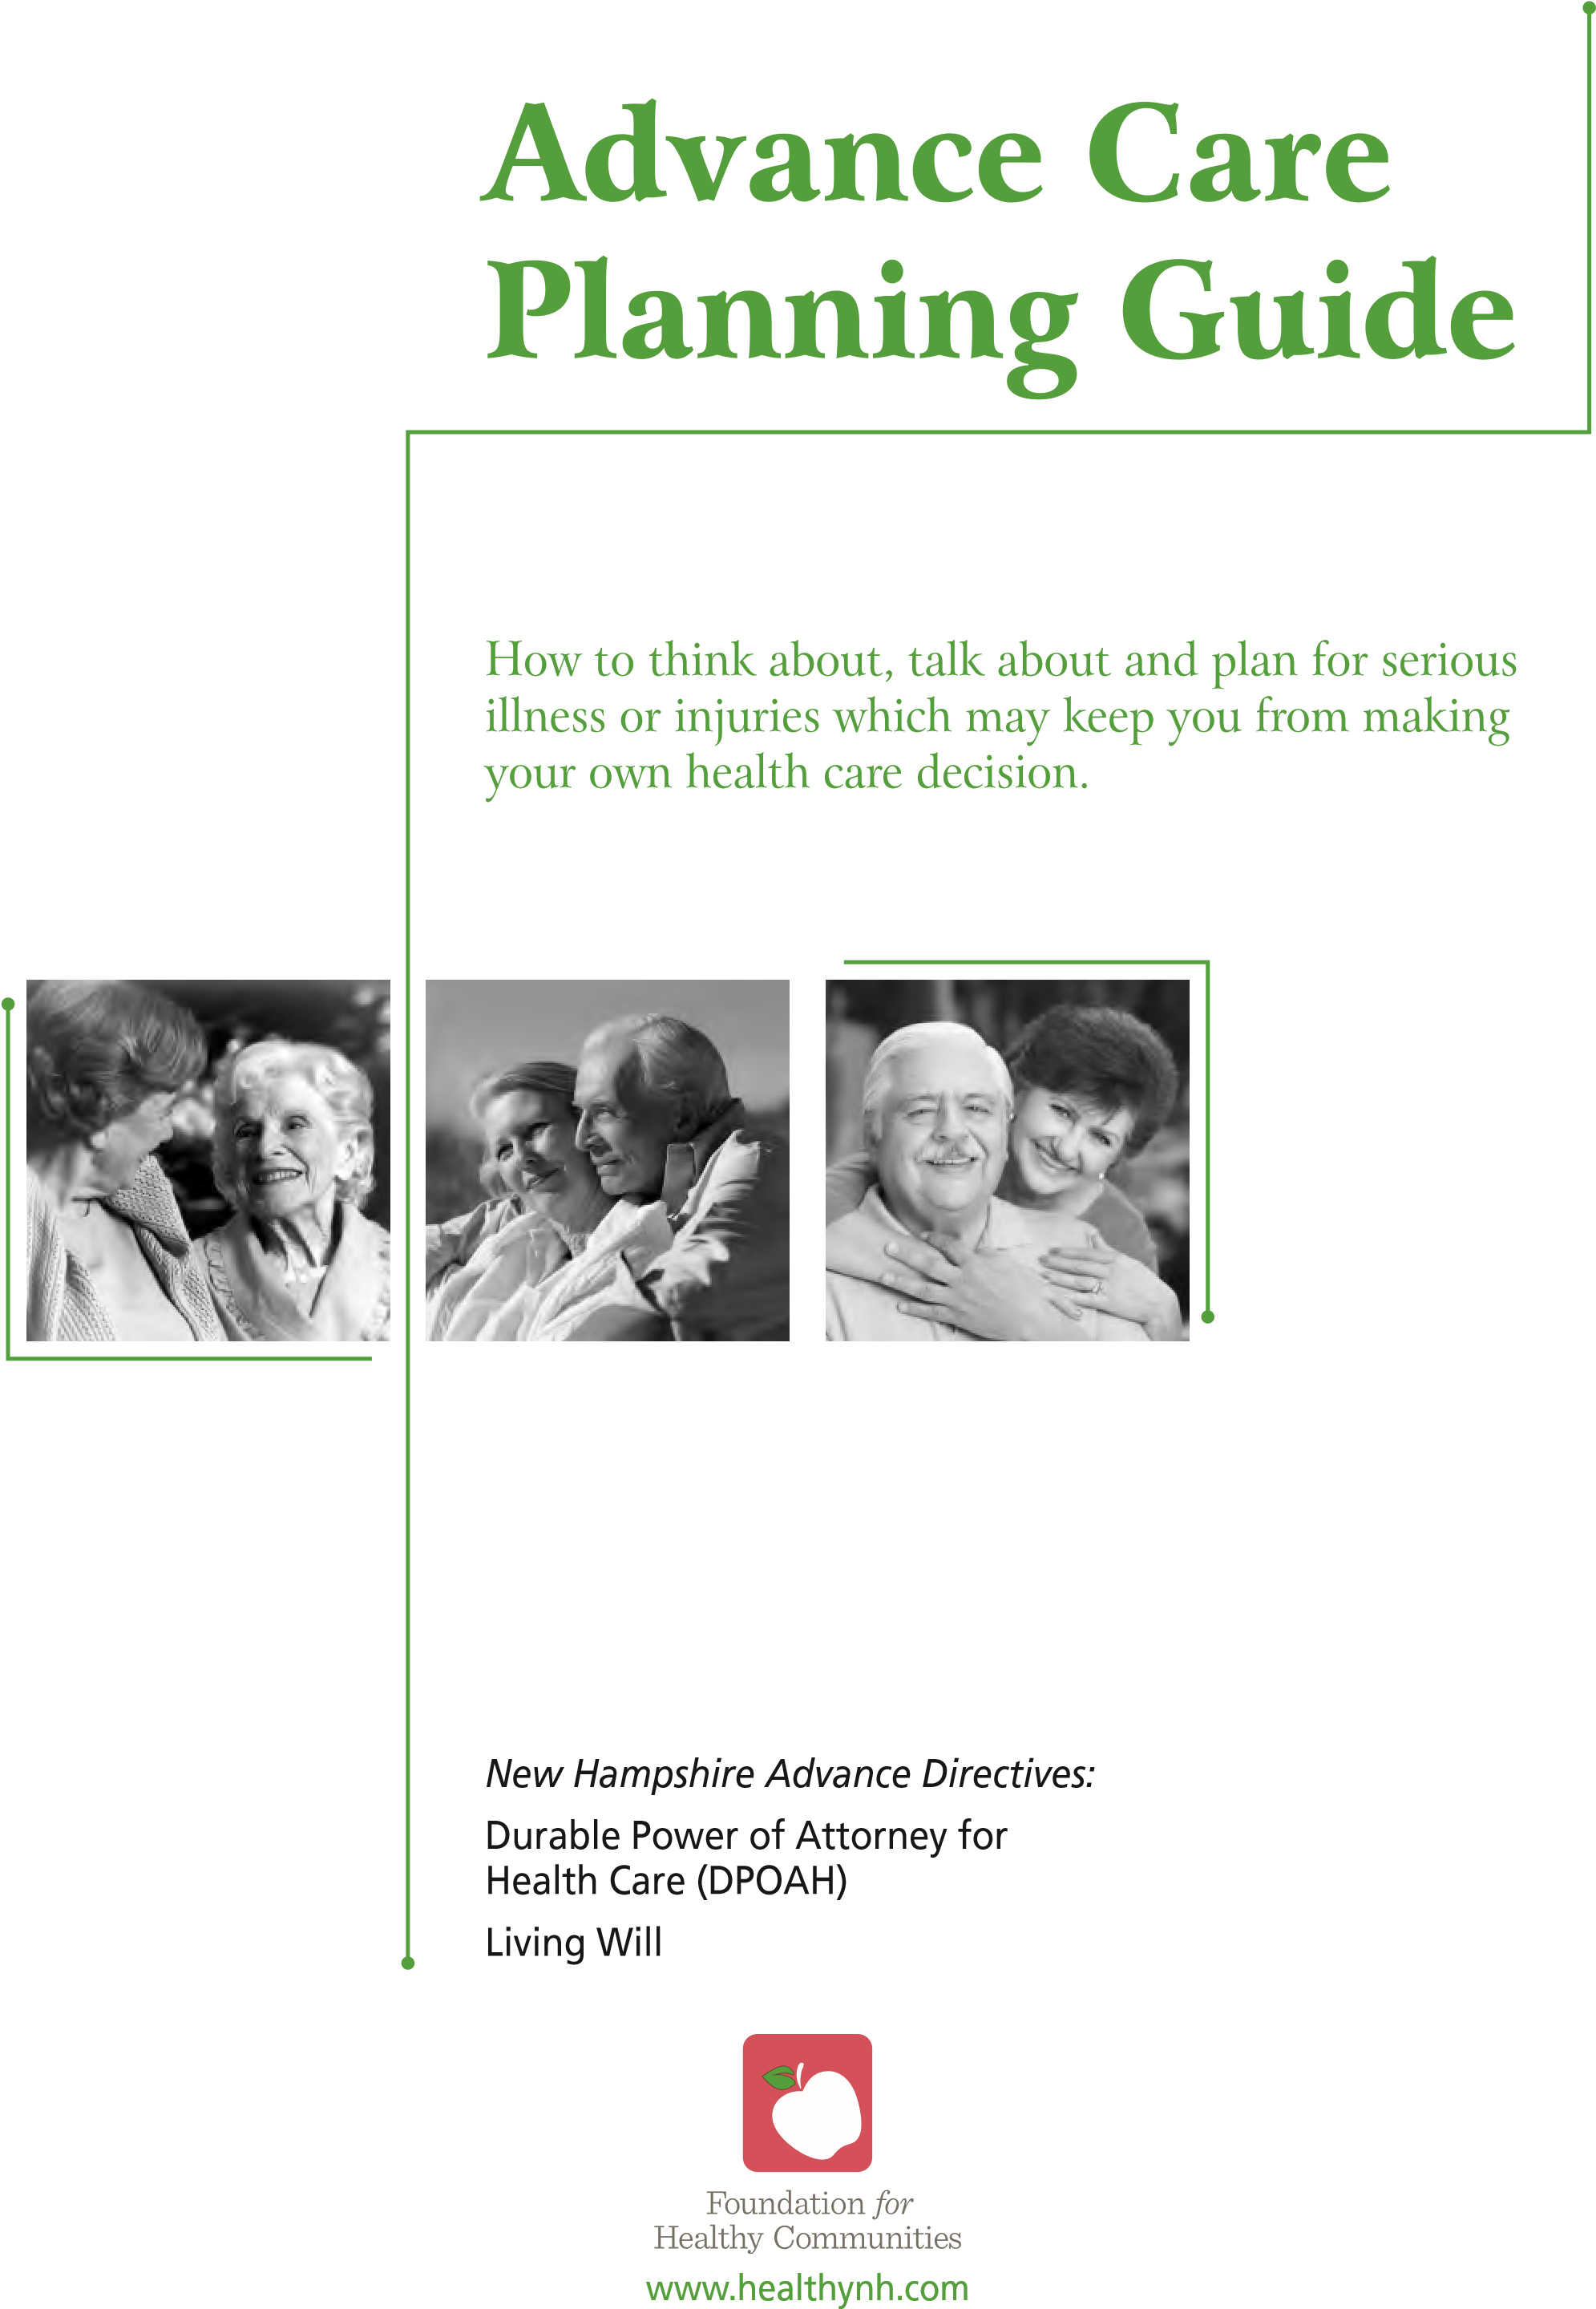 Advance Care
Planning Guide
How to think about, talk about and plan for serious
illness or injuries which may keep you from making
your own health care decision.
New Hampshire Advance Directives:
Durable Power of Attorney for
Health Care (DPOAH)
Living Will
Foundation for
Healthy Communities
www.healthynh.com